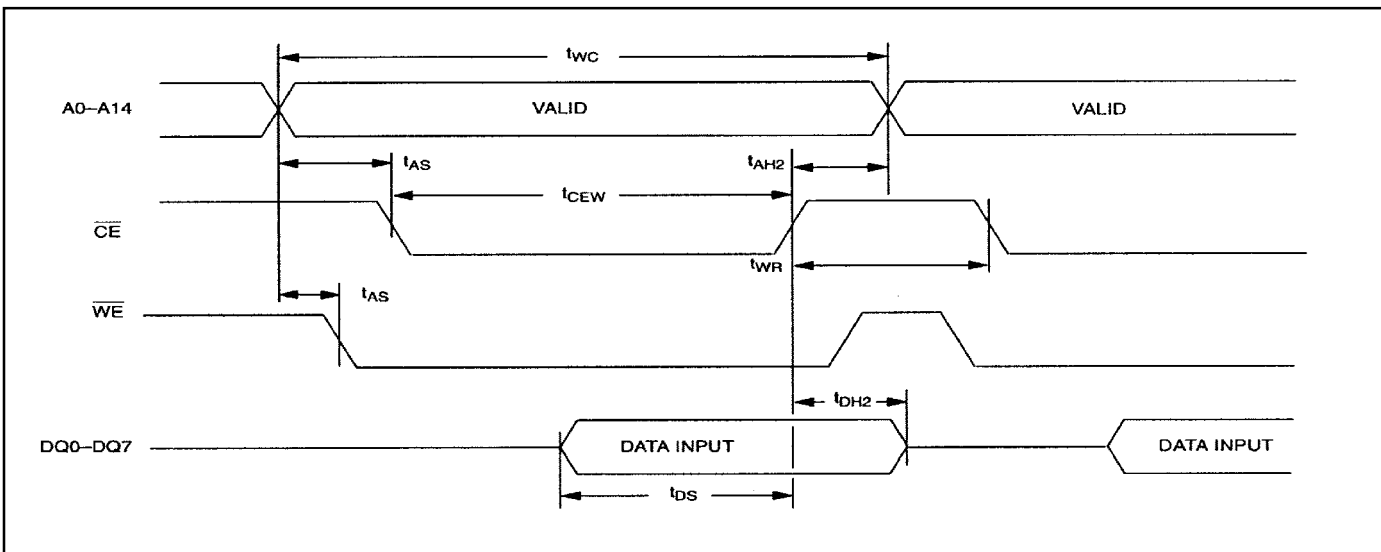 tWC
A0–A14 VALID VALID
tAS tAH2
tCEW
CE
tWR
tAS
WE
tDH2
DQ0–DQ7 DATA INPUT DATA INPUT
tDS